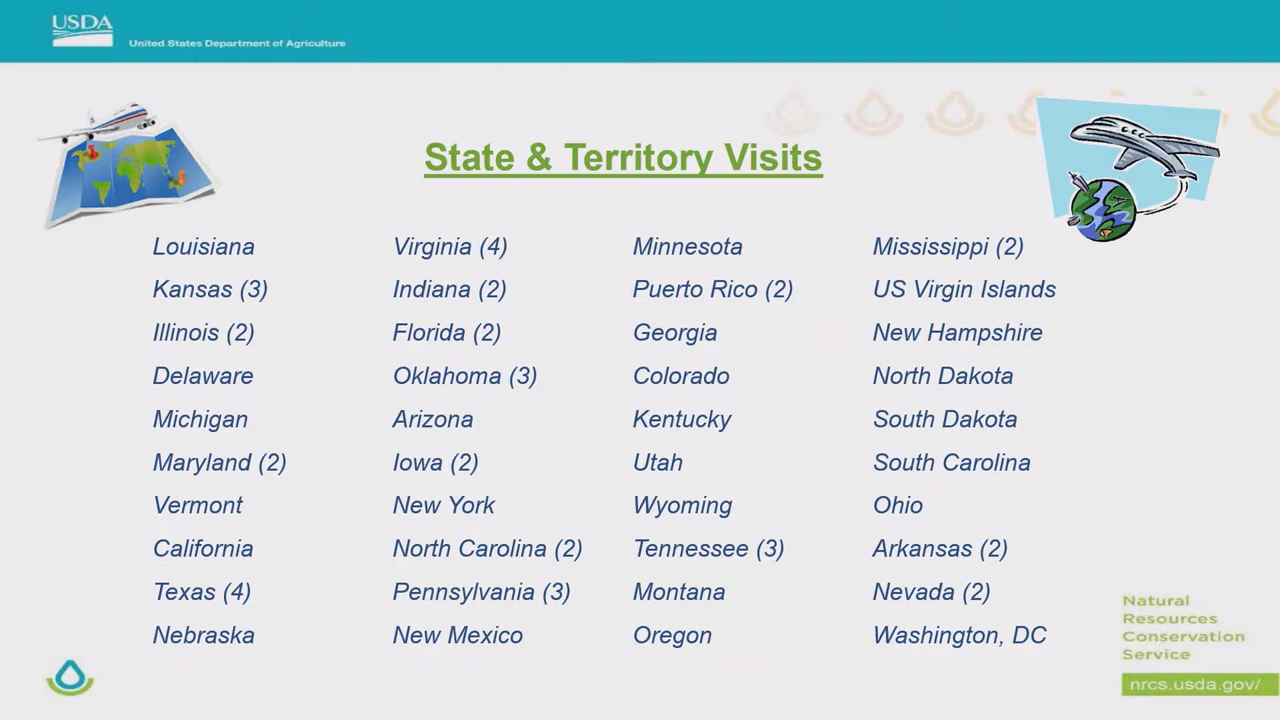 USDA
United States Department of Agriculture
State & Territory Visits
Louisiana
Kansas (3)
Illinois (2)
Delaware
Michigan
Maryland (2)
Vermont
California
Texas (4)
Nebraska
Virginia (4)
Indiana (2)
Florida (2)
Oklahoma (3)
Arizona
Iowa (2)
New York
North Carolina (2)
Pennsylvania (3)
New Mexico
Minnesota
Puerto Rico (2)
Georgia
Colorado
Kentucky
Utah
Wyoming
Tennessee (3)
Montana
Oregon
Mississippi (2)
US Virgin Islands
New Hampshire
North Dakota
South Dakota
South Carolina
Ohio
Arkansas (2)
Nevada (2)
Washington, DC
Natural
Resources
Conservation
Service
nrcs.usda.gov/